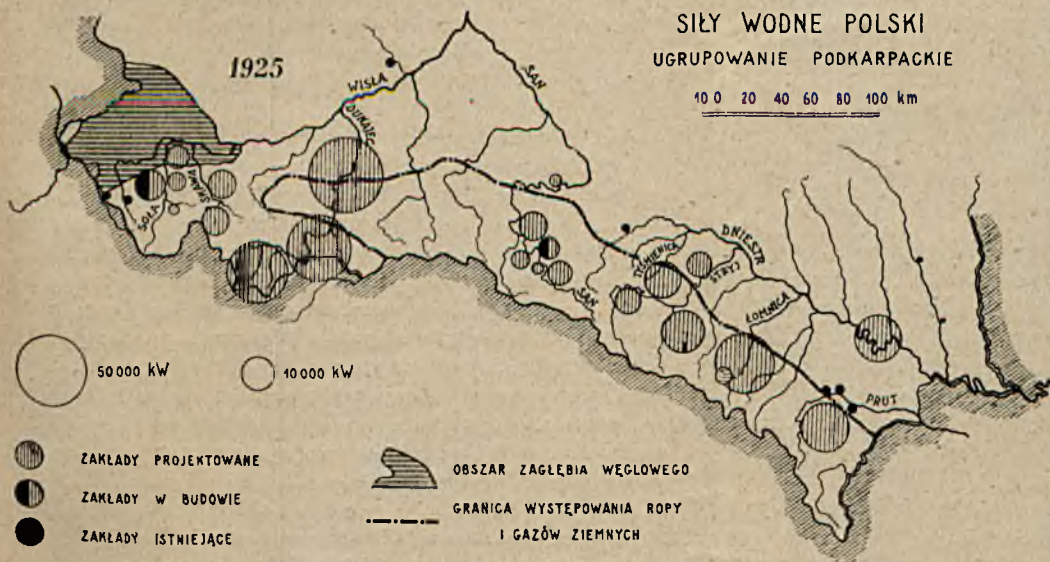 SIŁY WODNE POLSKI
UGRUPOWANIE PODKARPACKIE
10 0 20 40 60 80 100 km
1925
WISŁA
SAN
DUNAJEC
SOŁA
SKAWA
SAN
TYŚMIENICA
STRYJ
DNIESTR
ŁOMNICA
PRUT
50000 kW
10000 kW
ZAKŁADY PROJEKTOWANE
ZAKŁADY W BUDOWIE
ZAKŁADY ISTNIEJĄCE
OBSZAR ZAGŁĘBIA WĘGLOWEGO
GRANICA WYSTĘPOWANIA ROPY
I GAZÓW ZIEMNYCH